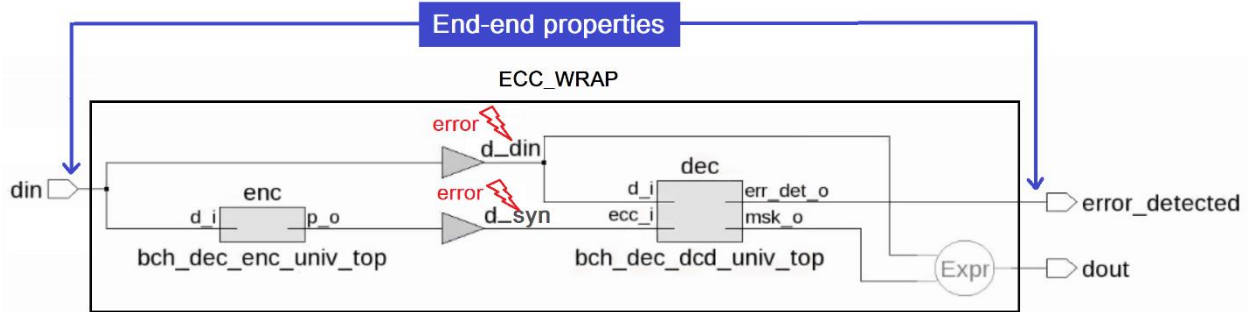 End-end properties
ECC_WRAP
error
d_din
dec
din
enc
error
d_i
err_det_o
error_detected
d_i
p_o
d_syn
ecc_i
msk_o
bch_dec_enc_univ_top
bch_dec_dcd_univ_top
Expr
dout